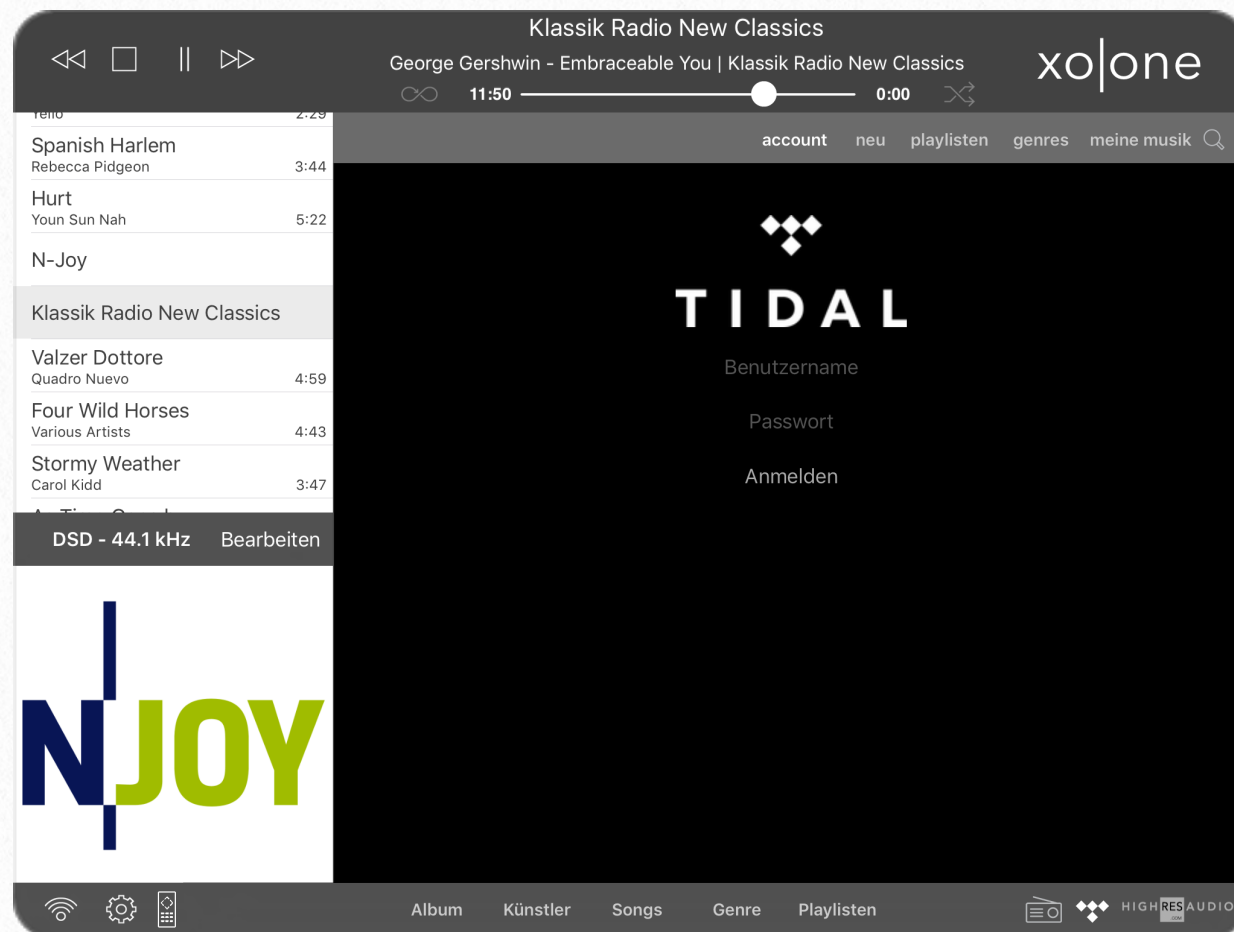 Klassik Radio New Classics
George Gershwin - Embraceable You | Klassik Radio New Classics
11:50
0:00
xo|one
Yello 2:29
Spanish Harlem
Rebecca Pidgeon 3:44
Hurt
Youn Sun Nah 5:22
N-Joy
Klassik Radio New Classics
Valzer Dottore
Quadro Nuevo 4:59
Four Wild Horses
Various Artists 4:43
Stormy Weather
Carol Kidd 3:47
DSD - 44.1 kHz Bearbeiten
N-JOY
account neu playlisten genres meine musik
TIDAL
Benutzername
Passwort
Anmelden
Album Künstler Songs Genre Playlisten
HIGHRESAUDIO
.COM